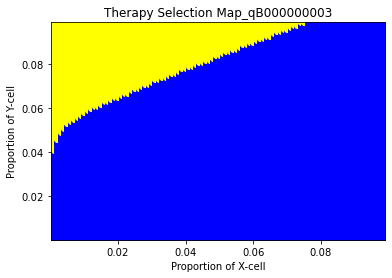 Therapy Selection Map_qB000000003
Proportion of Y-cell
0.08
0.06
0.04
0.02
0.02
0.04
0.06
0.08
Proportion of X-cell